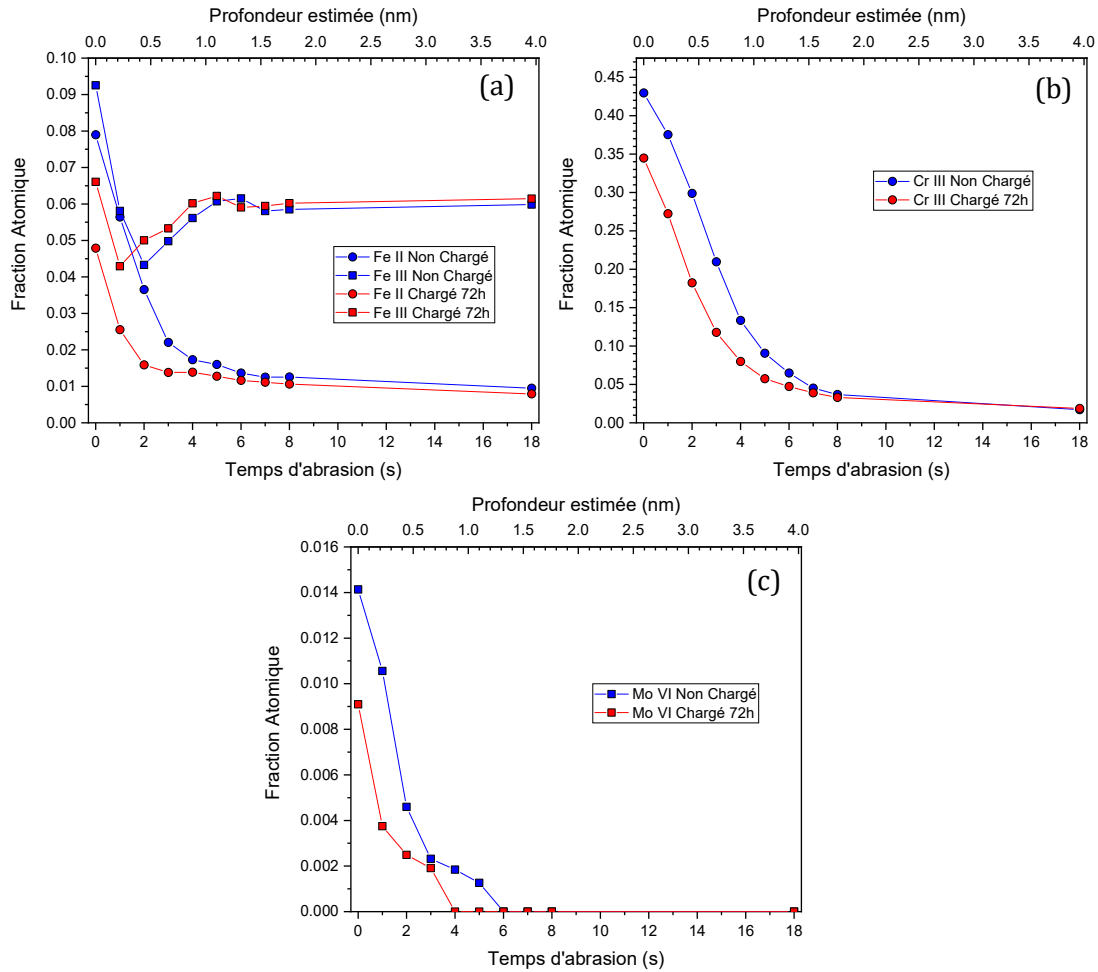 Profondeur estimée (nm)
0.0 0.5 1.0 1.5 2.0 2.5 3.0 3.5 4.0
0.10
0.09
0.08
0.07
0.06
0.05
0.04
0.03
0.02
0.01
0.00
Fraction Atomique
(a)
Fe II Non Chargé
Fe III Non Chargé
Fe II Chargé 72h
Fe III Chargé 72h
0 2 4 6 8 10 12 14 16 18
Temps d'abrasion (s)
Profondeur estimée (nm)
0.0 0.5 1.0 1.5 2.0 2.5 3.0 3.5 4.0
0.45
0.40
0.35
0.30
0.25
0.20
0.15
0.10
0.05
0.00
Fraction Atomique
(b)
Cr III Non Chargé
Cr III Chargé 72h
0 2 4 6 8 10 12 14 16 18
Temps d'abrasion (s)
Profondeur estimée (nm)
0.0 0.5 1.0 1.5 2.0 2.5 3.0 3.5 4.0
0.016
0.014
0.012
0.010
0.008
0.006
0.004
0.002
0.000
Fraction Atomique
(c)
Mo VI Non Chargé
Mo VI Chargé 72h
0 2 4 6 8 10 12 14 16 18
Temps d'abrasion (s)